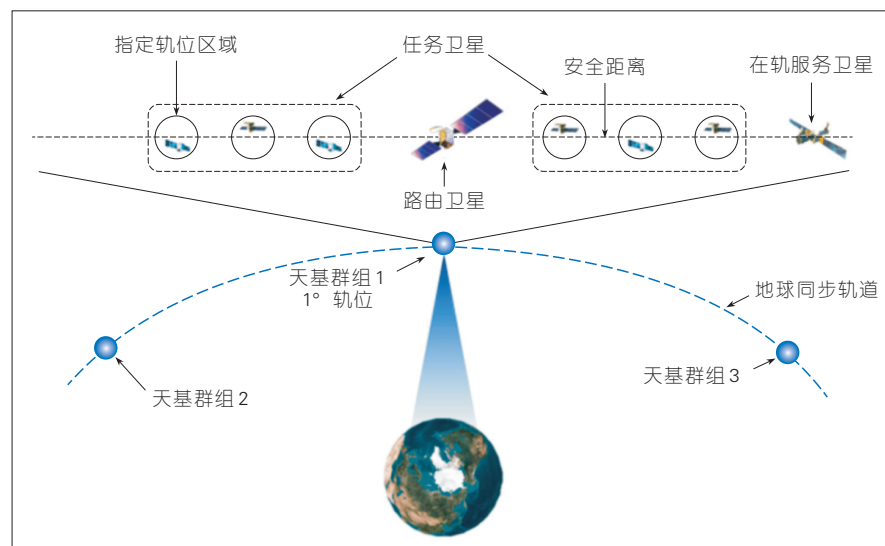 指定轨位区域
任务卫星
安全距离
在轨服务卫星
路由卫星
天基群组1
1° 轨位
地球同步轨道
天基群组2
天基群组3